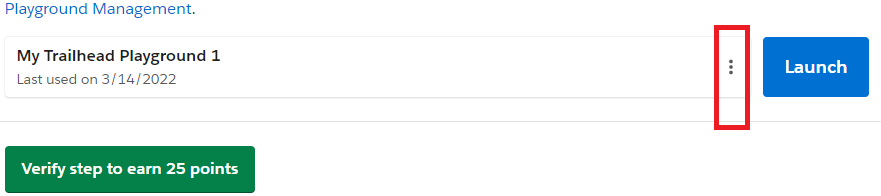 Playground Management.
My Trailhead Playground 1
Last used on 3/14/2022
Launch
Verify step to earn 25 points